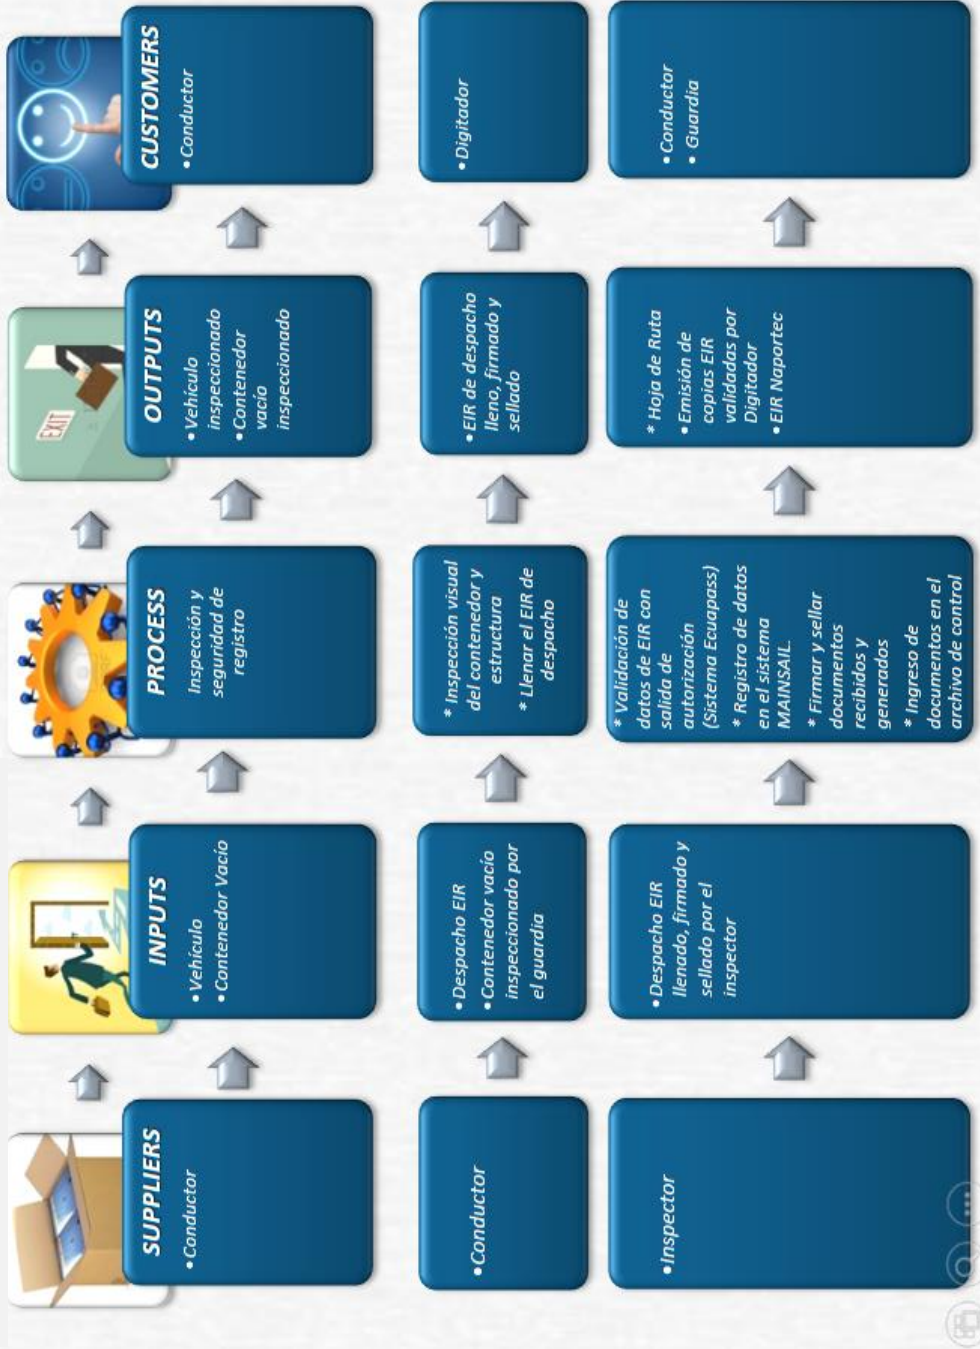 SUPPLIERS
•Conductor
INPUTS
•Vehículo
•Contenedor Vacío
PROCESS
Inspección y
seguridad de
registro
EXIT
OUTPUTS
•Vehículo
inspeccionado
•Contenedor
vacío
inspeccionado
CUSTOMERS
•Conductor
•Conductor
•Despacho EIR
•Contenedor vacío
inspeccionado por
el guardia
* Inspección visual
del contenedor y
estructura
* Llenar el EIR de
despacho
•EIR de despacho
lleno, firmado y
sellado
•Digitador
•Inspector
•Despacho EIR
llenado, firmado y
sellado por el
inspector
* Validación de
datos de EIR con
salida de
autorización
(Sistema Ecuapass)
* Registro de datos
en el sistema
MAINSAIL.
* Firmar y sellar
documentos
recibidos y
generados
* Ingreso de
documentos en el
archivo de control
* Hoja de Ruta
•Emisión de
copias EIR
validadas por
Digitador
•EIR Naportec
•Conductor
• Guardia